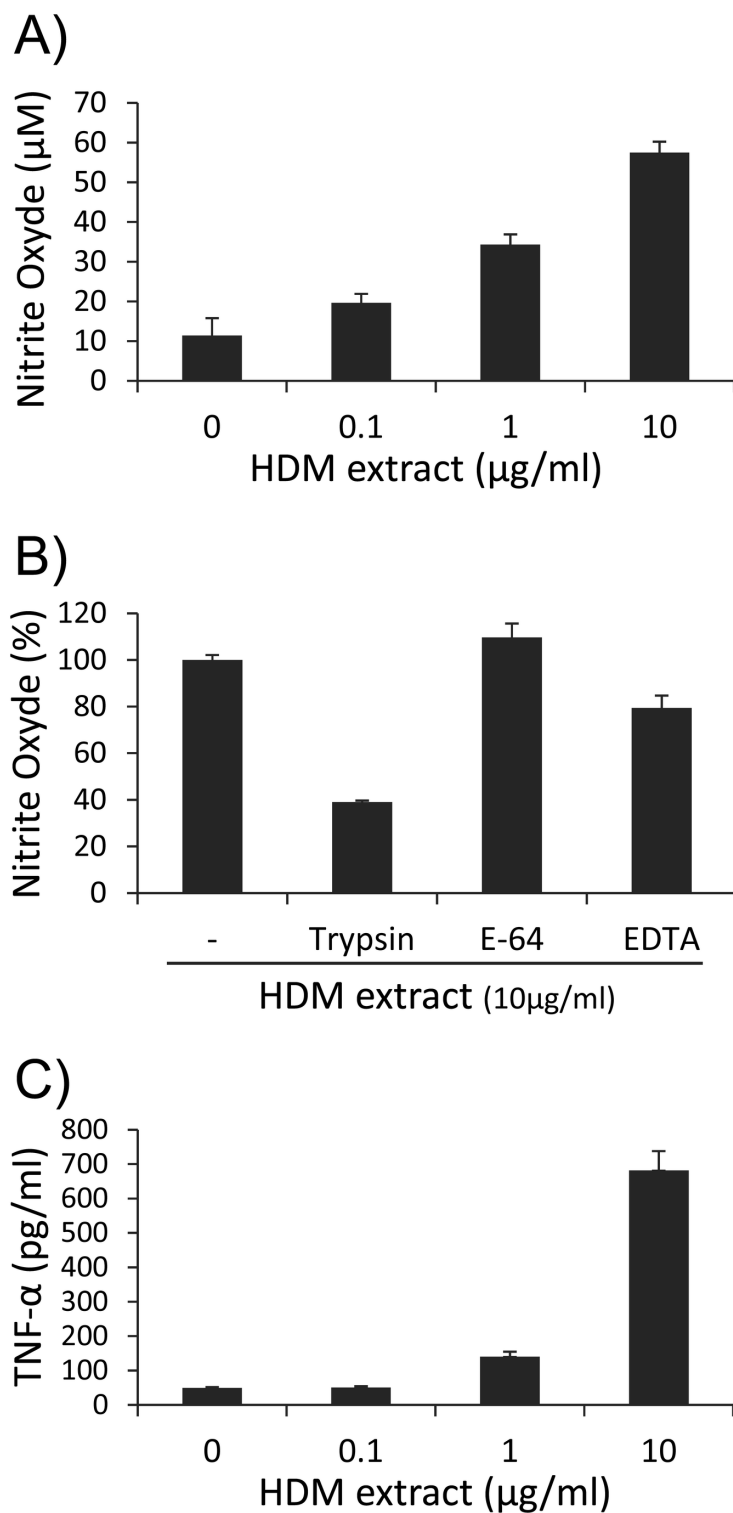 A)
Nitrite Oxyde (µM)
70
60
50
40
30
20
10
0
0 0.1 1 10
HDM extract (µg/ml)
B)
Nitrite Oxyde (%)
120
100
80
60
40
20
0
- Trypsin E-64 EDTA
HDM extract (10µg/ml)
C)
TNF-α (pg/ml)
800
700
600
500
400
300
200
100
0
0 0.1 1 10
HDM extract (µg/ml)